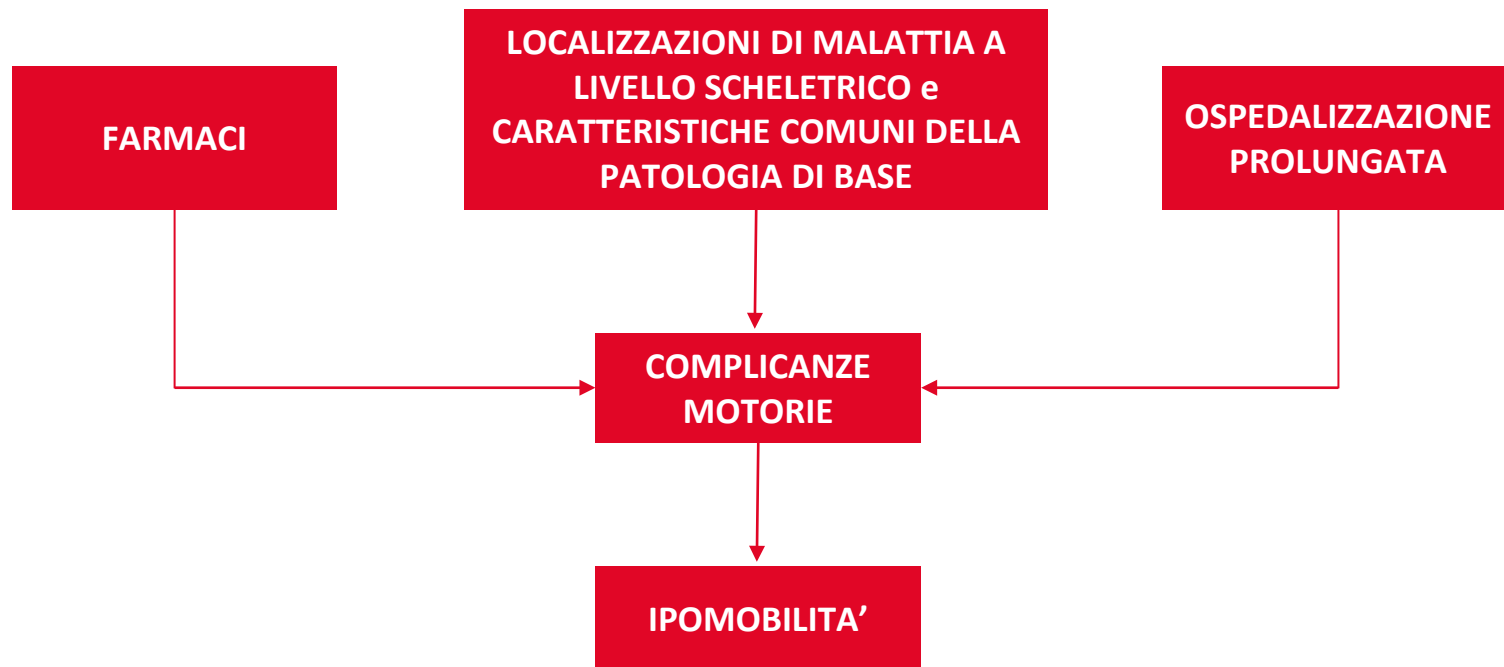 FARMACI
LOCALIZZAZIONI DI MALATTIA A
LIVELLO SCHELETRICO e
CARATTERISTICHE COMUNI DELLA
PATOLOGIA DI BASE
OSPEDALIZZAZIONE
PROLUNGATA
COMPLICANZE
MOTORIE
IPOMOBILITA’